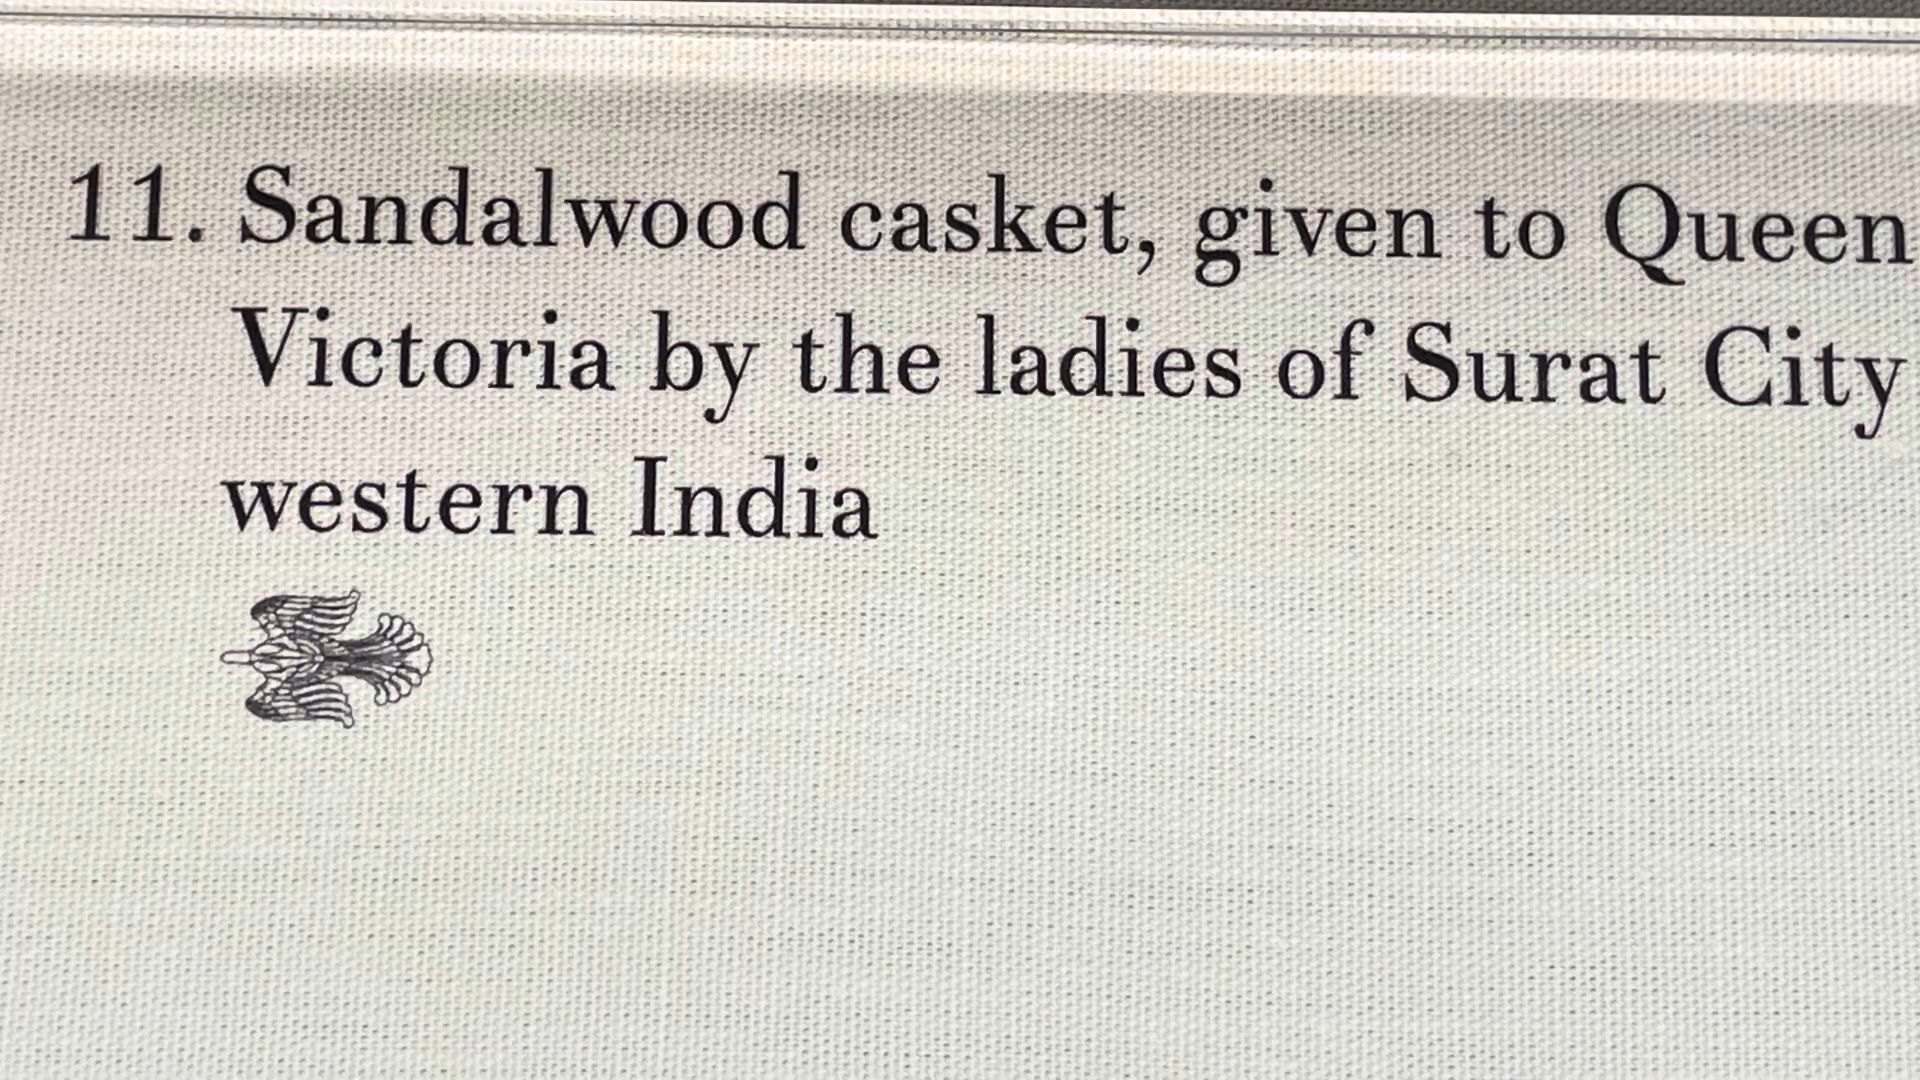 11. Sandalwood casket, given to Queen
Victoria by the ladies of Surat City
western India